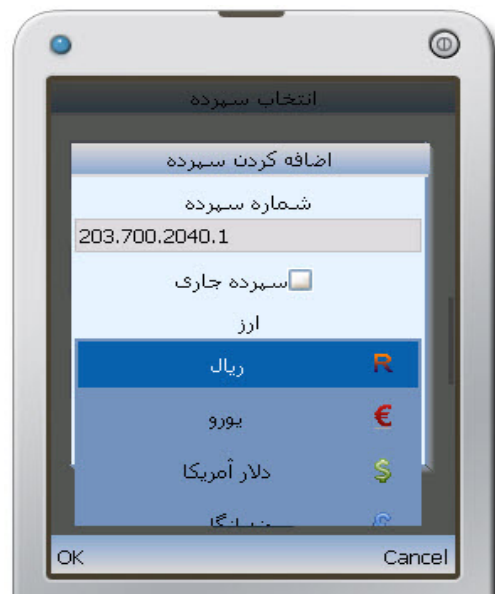 انتخاب سپرده
اضافه کردن سپرده
شماره سپرده
203.700.2040.1
سپرده جاری
ارز
ریال R
یورو €
دلار آمریکا $
OK Cancel